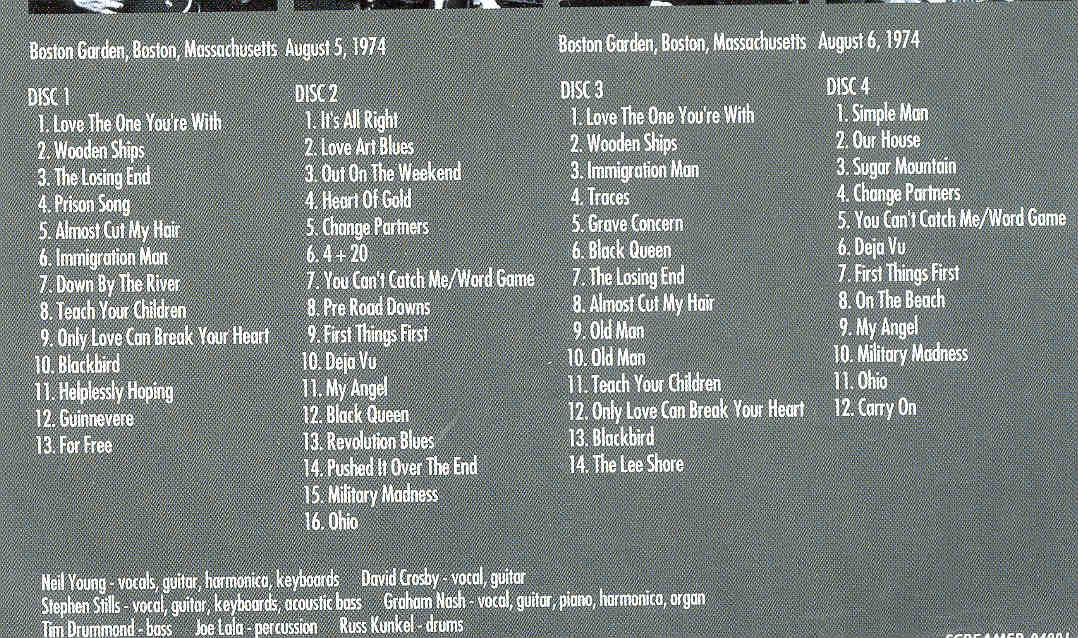 Boston Garden, Boston, Massachusetts August 5, 1974
DISC 1
1. Love The One You're With
2. Wooden Ships
3. The Losing End
4. Prison Song
5. Almost Cut My Hair
6. Immigration Man
7. Down By The River
8. Teach Your Children
9. Only Love Can Break Your Heart
10. Blackbird
11. Helplessly Hoping
12. Guinnevere
13. For Free
DISC 2
1. It's All Right
2. Love Art Blues
3. Out On The Weekend
4. Heart Of Gold
5. Change Partners
6. 4 + 20
7. You Can't Catch Me/Word Game
8. Pre Road Downs
9. First Things First
10. Deja Vu
11. My Angel
12. Black Queen
13. Revolution Blues
14. Pushed It Over The End
15. Military Madness
16. Ohio
Boston Garden, Boston, Massachusetts August 6, 1974
DISC 3
1. Love The One You're With
2. Wooden Ships
3. Immigration Man
4. Traces
5. Grave Concern
6. Black Queen
7. The Losing End
8. Almost Cut My Hair
9. Old Man
10. Old Man
11. Teach Your Children
12. Only Love Can Break Your Heart
13. Blackbird
14. The Lee Shore
DISC 4
1. Simple Man
2. Our House
3. Sugar Mountain
4. Change Partners
5. You Can't Catch Me/Word Game
6. Deja Vu
7. First Things First
8. On The Beach
9. My Angel
10. Military Madness
11. Ohio
12. Carry On
Neil Young - vocals, guitar, harmonica, keyboards David Crosby - vocal, guitar
Stephen Stills - vocal, guitar, keyboards, acoustic bass Graham Nash - vocal, guitar, piano, harmonica, organ
Tim Drummond - bass Joe Lala - percussion Russ Kunkel - drums